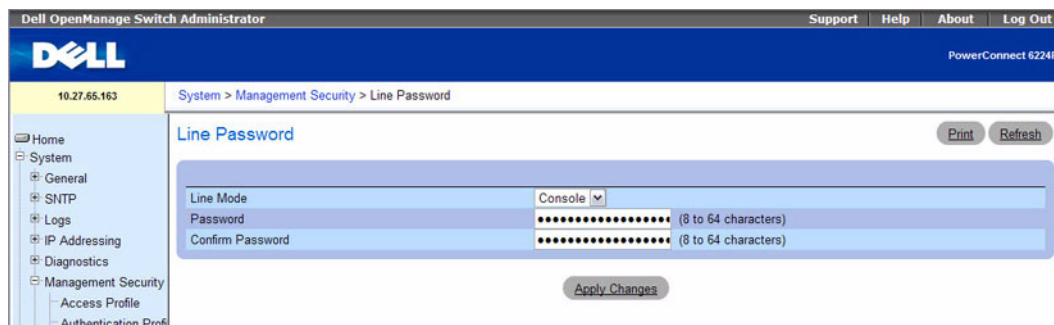 Dell OpenManage Switch Administrator
Support Help About Log Out
DELL
PowerConnect 6224
10.27.65.163
System > Management Security > Line Password
Home
System
General
SNTP
Logs
IP Addressing
Diagnostics
Management Security
Access Profile
Authentication Profi
Line Password
Print Refresh
Line Mode Console
Password •••••••••••••••••• (8 to 64 characters)
Confirm Password •••••••••••••••••• (8 to 64 characters)
Apply Changes